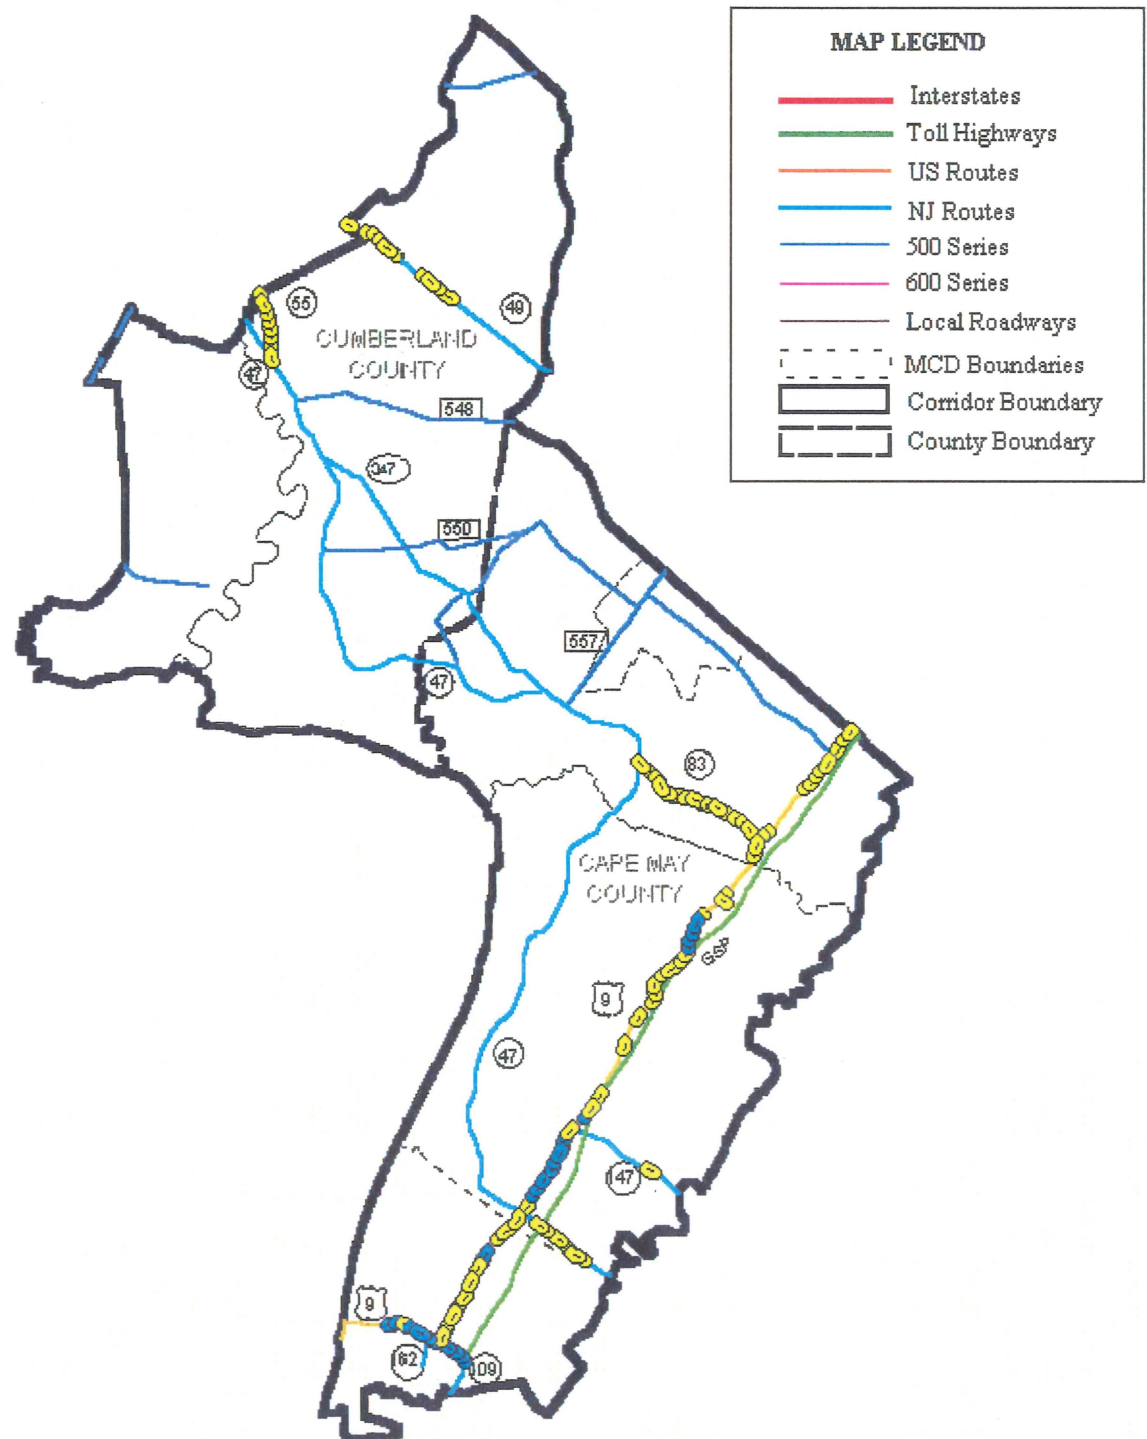 MAP LEGEND
Interstates
Toll Highways
US Routes
NJ Routes
500 Series
600 Series
Local Roadways
MCD Boundaries
Corridor Boundary
County Boundary
55
49
CUMBERLAND
COUNTY
47
548
347
550
557
47
83
CAPE MAY
COUNTY
GSP
9
47
147
9
162
109